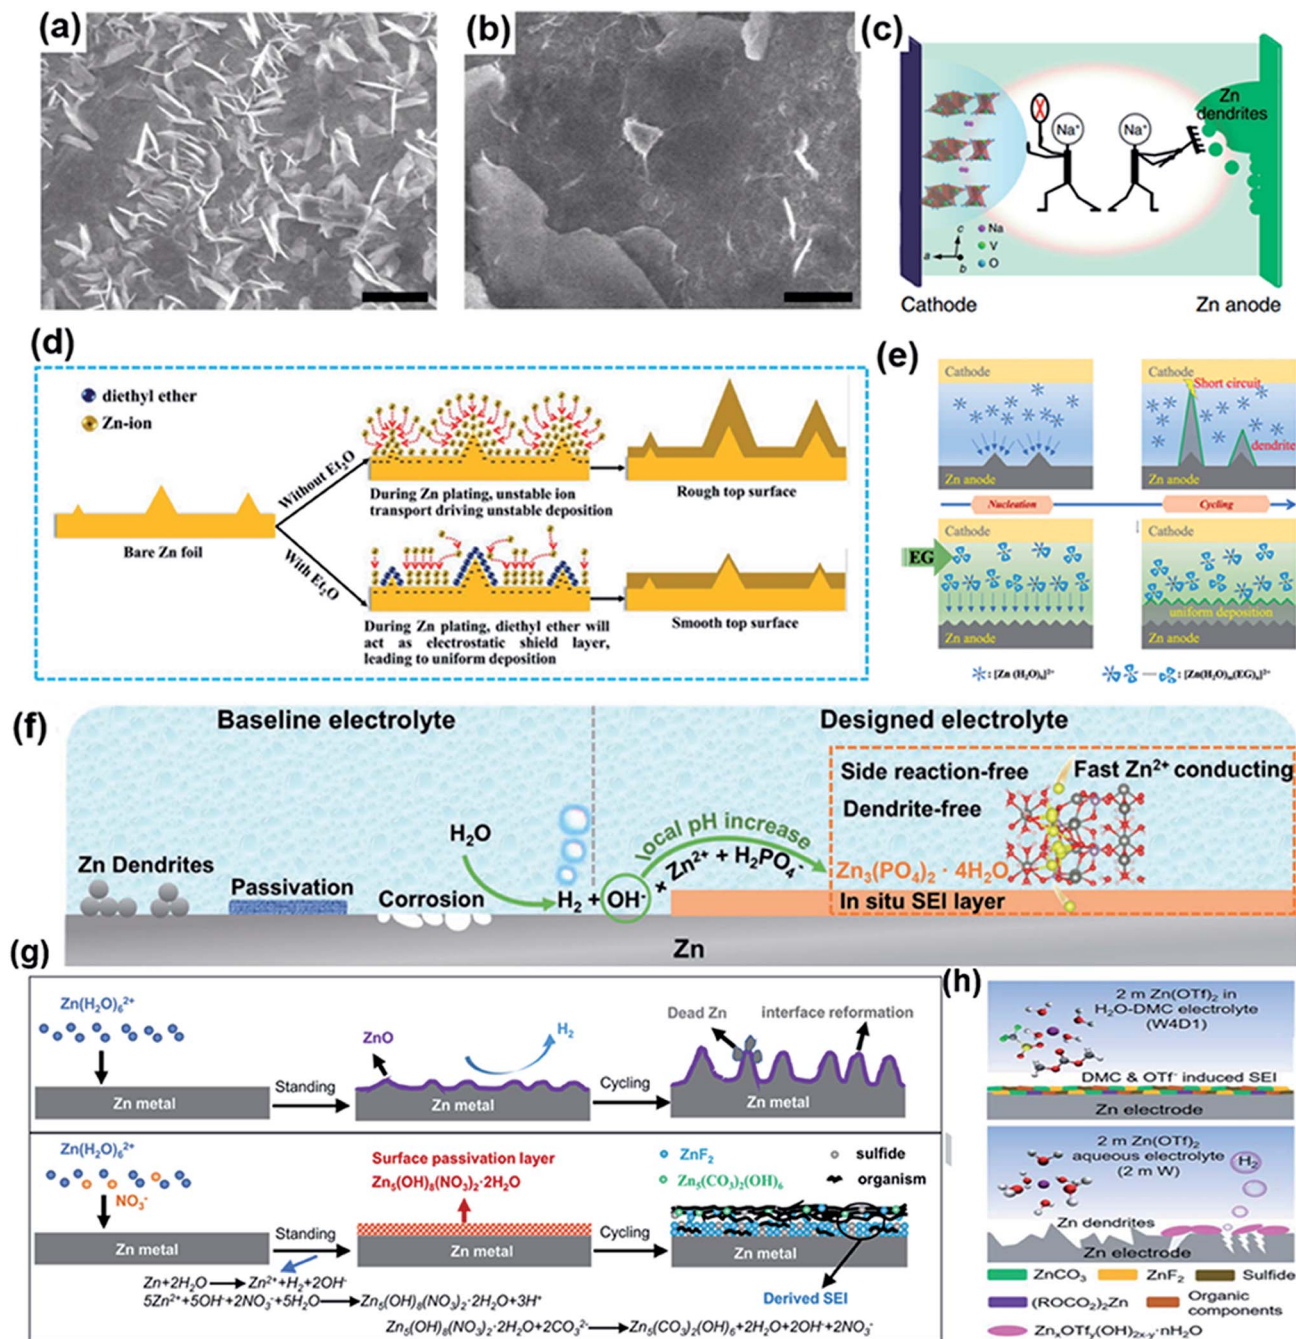 (a)
(b)
(c)
Na⁺
Na⁺
Zn
dendrites
c
a
b
Na
V
O
Cathode
Zn anode
(d)
diethyl ether
Zn-ion
Bare Zn foil
Without Et₂O
With Et₂O
During Zn plating, unstable ion
transport driving unstable deposition
Rough top surface
During Zn plating, diethyl ether will
act as electrostatic shield layer,
leading to uniform deposition
Smooth top surface
(e)
Cathode
Zn anode
Cathode
Short circuit
dendrite
Zn anode
Nucleation
Cycling
Cathode
EG
Zn anode
Cathode
uniform deposition
Zn anode
: [Zn (H₂O)ₙ]²⁺
: [Zn(H₂O)ₘ(EG)ₙ]²⁺
(f)
Baseline electrolyte
Designed electrolyte
Zn Dendrites
Passivation
Corrosion
H₂O
H₂ + OH⁻ + Zn²⁺ + H₂PO₄⁻
local pH increase
Side reaction-free
Fast Zn²⁺ conducting
Dendrite-free
Zn₃(PO₄)₂ · 4H₂O
In situ SEI layer
Zn
(g)
Zn(H₂O)₆²⁺
Zn metal
Standing
ZnO
H₂
Zn metal
Cycling
Dead Zn
interface reformation
Zn metal
Zn(H₂O)₆²⁺
NO₃⁻
Zn metal
Standing
Surface passivation layer
Zn₅(OH)₈(NO₃)₂·2H₂O
Zn metal
Cycling
ZnF₂
sulfide
Zn₅(CO₃)₂(OH)₆
organism
Zn metal
Derived SEI
Zn+2H₂O→Zn²⁺+H₂+2OH⁻
5Zn²⁺+5OH⁻+2NO₃⁻+5H₂O→Zn₅(OH)₈(NO₃)₂·2H₂O+3H⁺
Zn₅(OH)₈(NO₃)₂·2H₂O+2CO₃²⁻→Zn₅(CO₃)₂(OH)₆+2H₂O+2OH⁻+2NO₃⁻
(h)
2 m Zn(OTf)₂ in
H₂O-DMC electrolyte
(W4D1)
DMC & OTf⁻ induced SEI
Zn electrode
2 m Zn(OTf)₂
aqueous electrolyte
(2 m W)
H₂
Zn dendrites
Zn electrode
ZnCO₃
ZnF₂
Sulfide
(ROCO₂)₂Zn
Organic
components
ZnₓOTfᵧ(OH)₂ₓ₋ᵧ·nH₂O